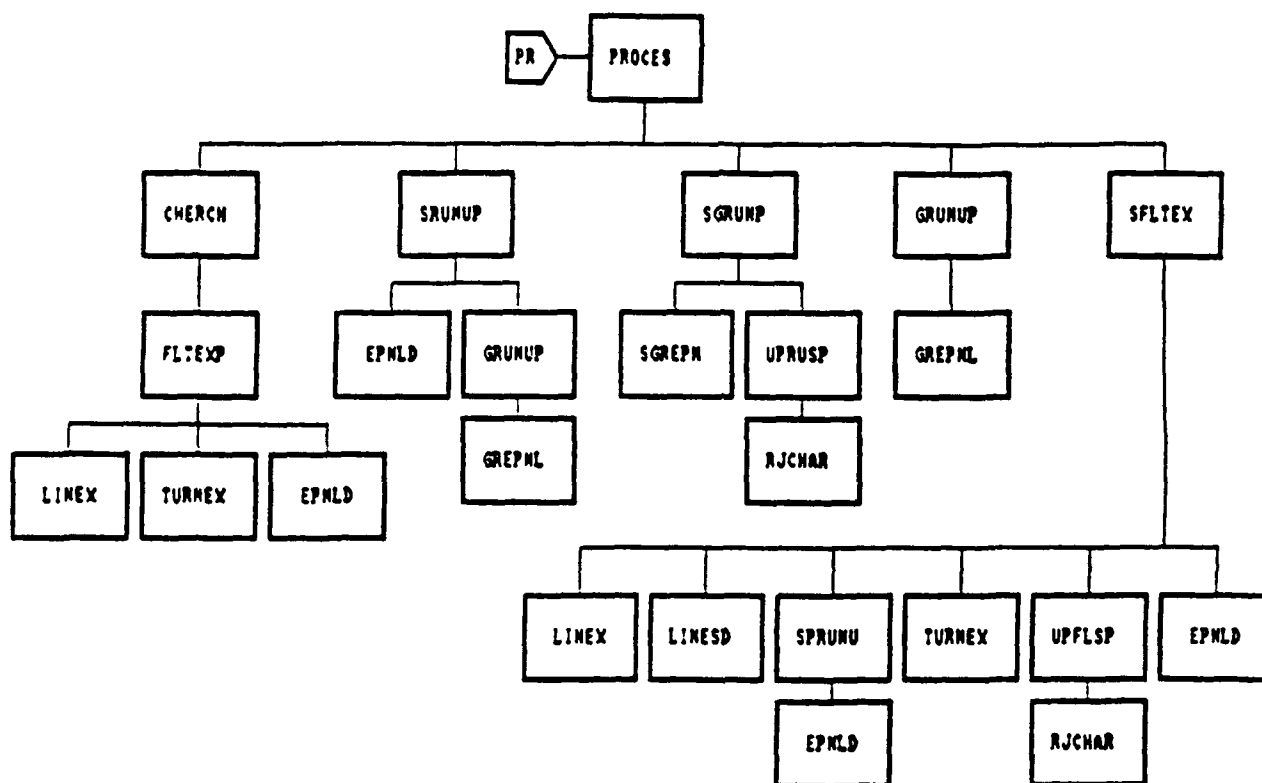 PR
PROCES
SRUNUP
SGRUNP
GRUNUP
SFLTEX
FLTEXP
EPNLD
GRUNUP
SGREPN
UPRUSP
GREPNL
GREPNL
RJCHAR
LINEX
TURNEX
EPNLD
LINEX
LINESD
SPRUNU
TURNEX
UPFLSP
EPNLD
EPNLD
RJCHAR